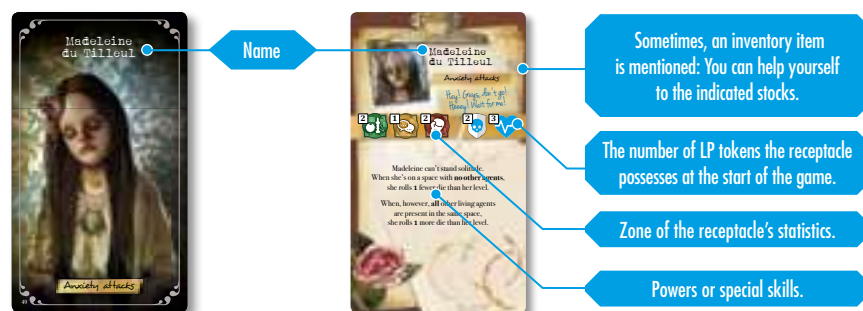 Madeleine
du Tilleul
Anxiety attacks
49
Name
Madeleine
du Tilleul
Anxiety attacks
Hey! Guys, don't go!
Heeey! Wait for me!
2 1 2 2 3
Madeleine can't stand solitude.
When she's on a space with no other agents,
she rolls 1 fewer die than her level.
When, however, all other living agents
are present in the same space,
she rolls 1 more die than her level.
Sometimes, an inventory item
is mentioned: You can help yourself
to the indicated stocks.
The number of LP tokens the receptacle
possesses at the start of the game.
Zone of the receptacle's statistics.
Powers or special skills.